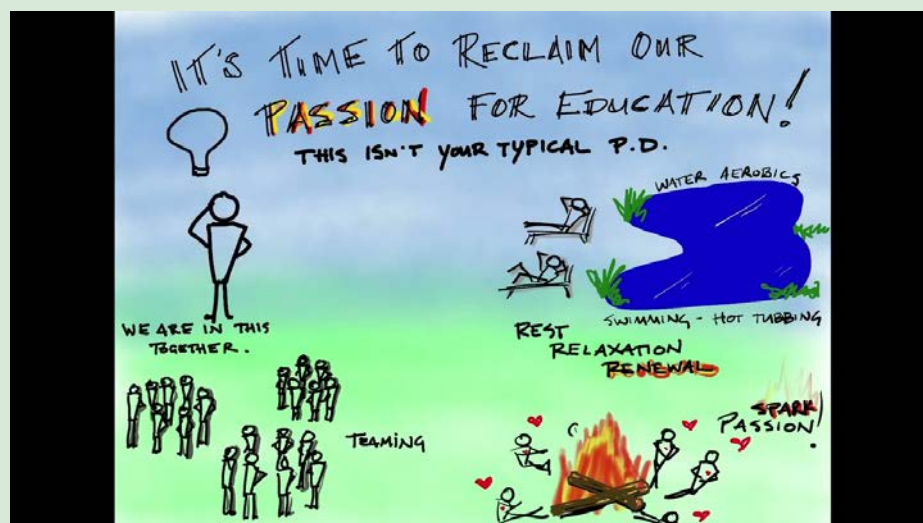 IT'S TIME TO RECLAIM OUR
PASSION FOR EDUCATION!
THIS ISN'T YOUR TYPICAL P.D.
WATER AEROBICS
SWIMMING - HOT TUBBING
WE ARE IN THIS
TOGETHER.
REST
RELAXATION
RENEWAL
TEAMING
SPARK
PASSION!